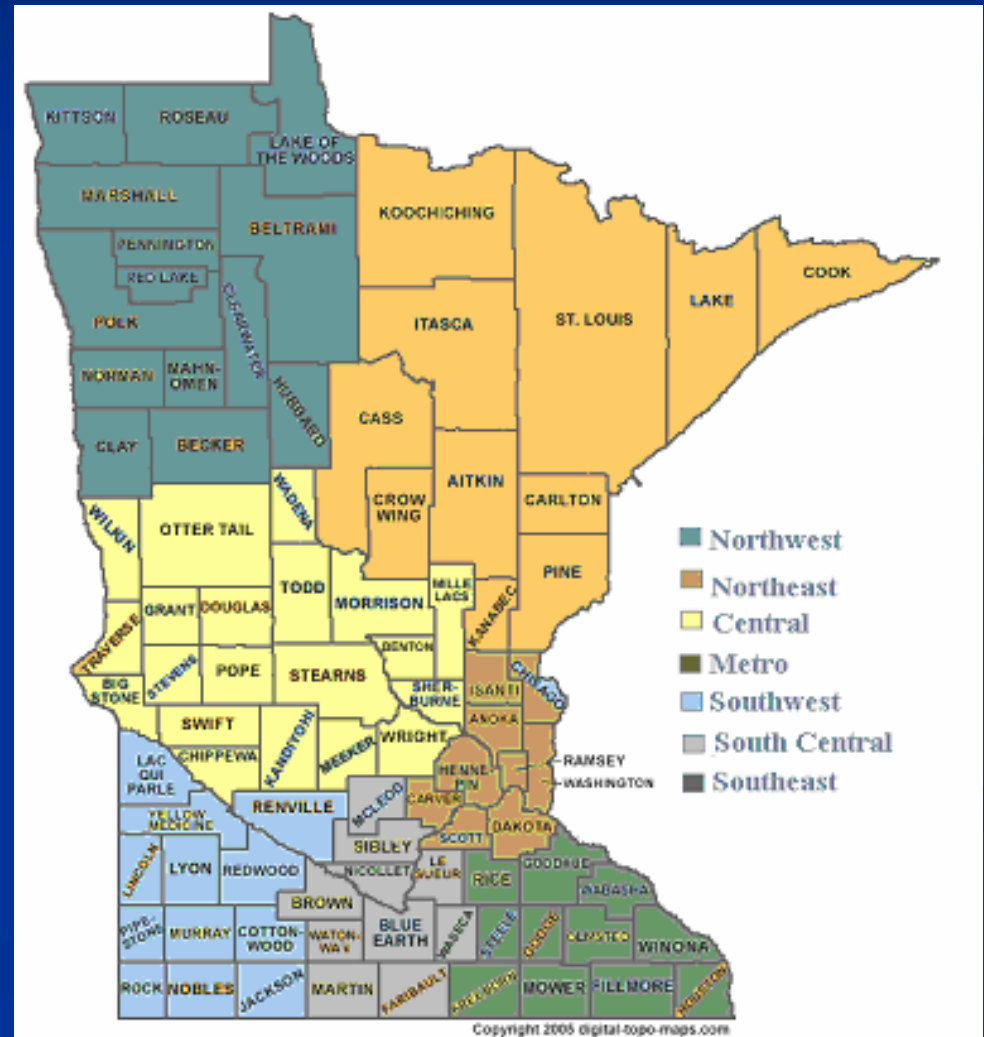 KITTSON
ROSEAU
LAKE OF
THE WOODS
MARSHALL
KOOCHICHING
BELTRAMI
PENNINGTON
RED LAKE
COOK
CLEARWATER
LAKE
POLK
ITASCA
ST. LOUIS
NORMAN
MAHN-
OMEN
HUBBARD
CASS
CLAY
BECKER
AITKIN
WADENA
CROW
WING
CARLTON
WILKIN
OTTER TAIL
Northwest
PINE
Northeast
TODD
MILLE
LACS
MORRISON
GRANT
DOUGLAS
KANABEC
Central
TRAVERSE
BENTON
Metro
STEVENS
POPE
STEARNS
CHISAGO
BIG
STONE
SHER-
BURNE
ISANTI
Southwest
SWIFT
ANOKA
KANDIYOHI
WRIGHT
South Central
CHIPPEWA
MEEKER
LAC
QUI
PARLE
HENNE-
PIN
RAMSEY
WASHINGTON
Southeast
RENVILLE
MCLEOD
CARVER
YELLOW
MEDICINE
DAKOTA
SCOTT
SIBLEY
LINCOLN
LYON
REDWOOD
NICOLLET
LE
SUEUR
RICE
GOODHUE
WABASHA
BROWN
PIPE-
STONE
MURRAY
COTTON-
WOOD
WATON-
WAN
BLUE
EARTH
WASECA
STEELE
DODGE
OLMSTED
WINONA
ROCK
NOBLES
JACKSON
MARTIN
FARIBAULT
FREEBORN
MOWER
FILLMORE
HOUSTON
Copyright 2005 digital-topo-maps.com